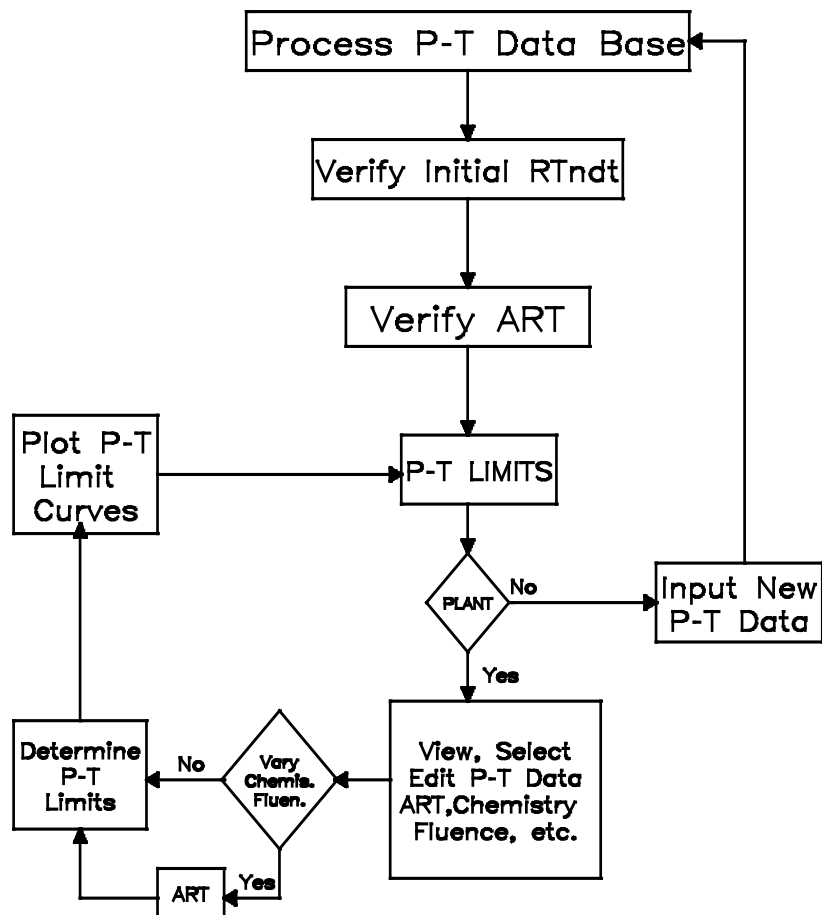 Process P-T Data Base
Verify Initial RTndt
Verify ART
Plot P-T
Limit
Curves
P-T LIMITS
PLANT
No
Input New
P-T Data
Yes
View, Select
Edit P-T Data
ART,Chemistry
Fluence, etc.
Vary
Chemis.
Fluen.
No
Determine
P-T
Limits
Yes
ART